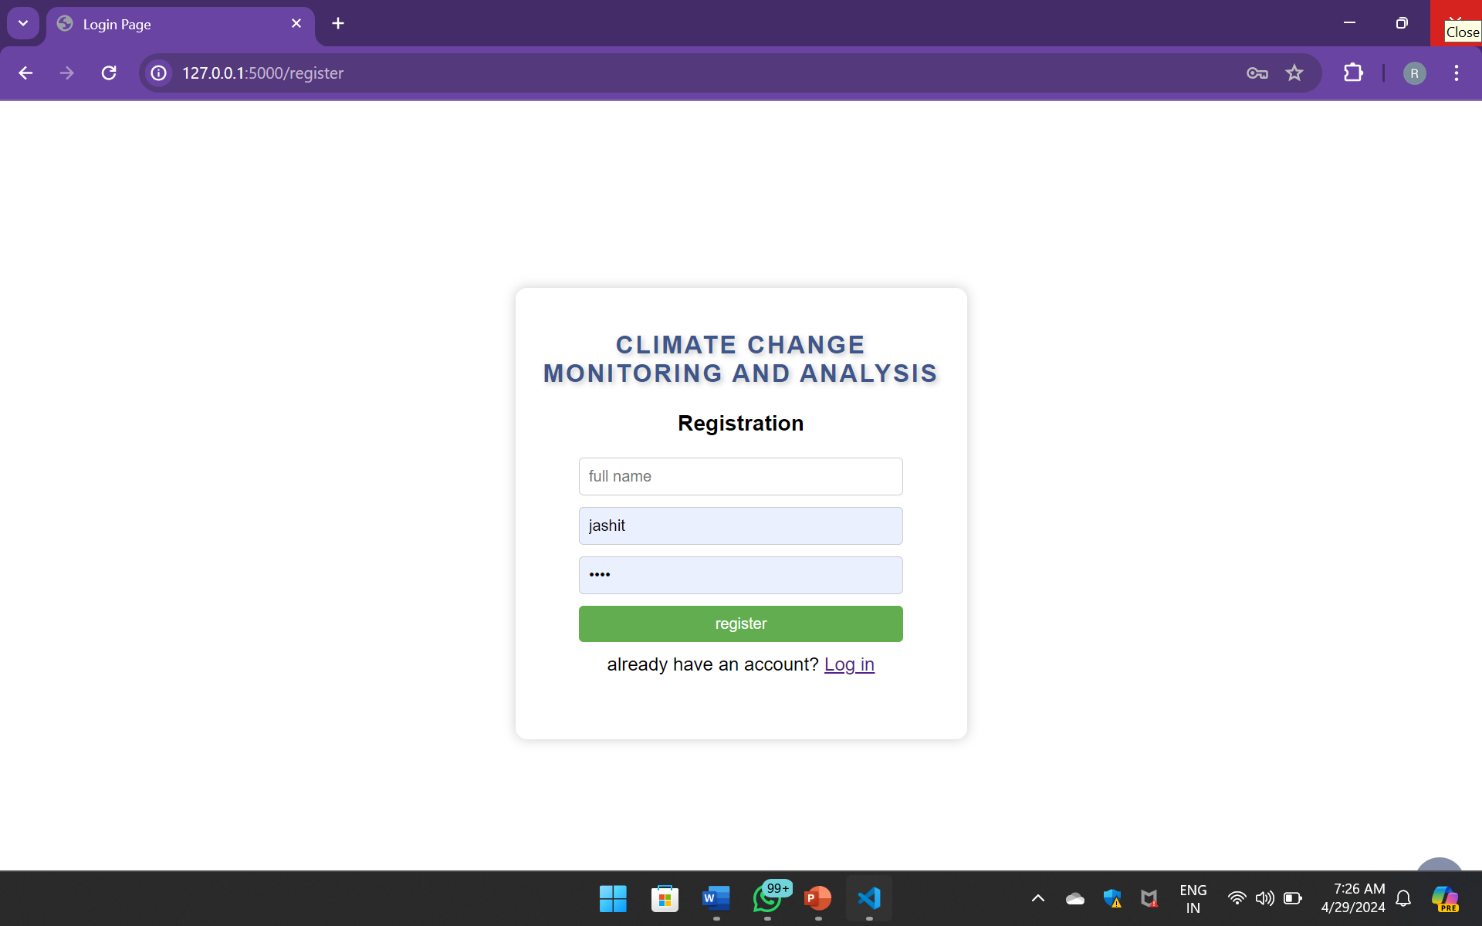 Login Page
Close
127.0.0.1:5000/register
R
CLIMATE CHANGE
MONITORING AND ANALYSIS
Registration
full name
jashit
••••
register
already have an account? Log in
W
99+
P
ENG
IN
7:26 AM
4/29/2024
PRE